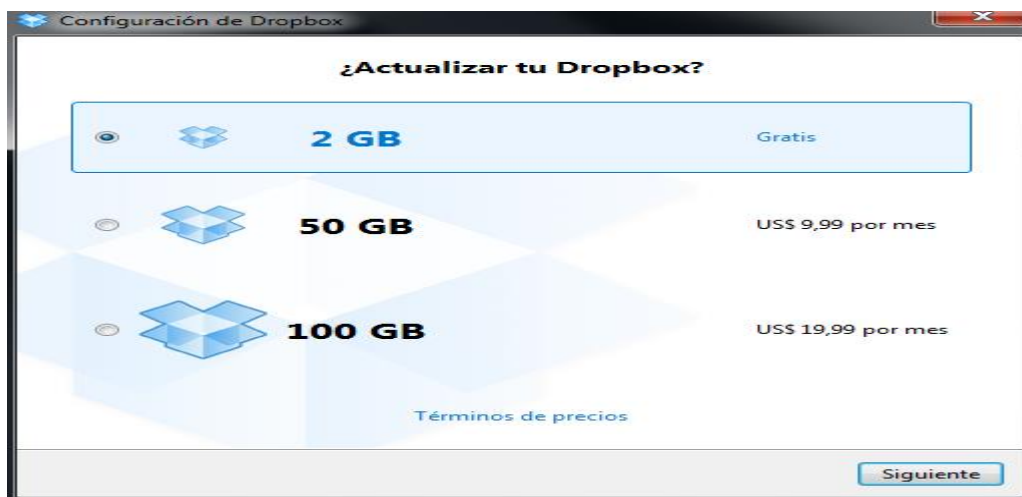 Configuración de Dropbox
¿Actualizar tu Dropbox?
2 GB Gratis
50 GB US$ 9,99 por mes
100 GB US$ 19,99 por mes
Términos de precios
Siguiente